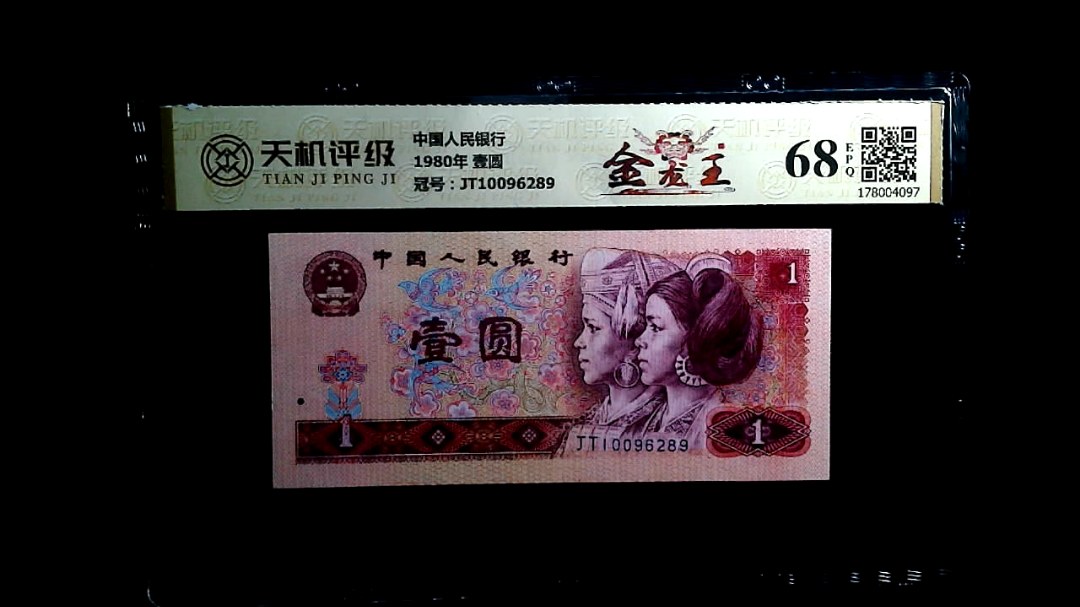 天机评级
TIAN JI PING JI
中国人民银行
1980年 壹圆
冠号：JT10096289
金龙王
68
EPQ
178004097
中国人民银行
1
壹圆
1
JT10096289
1